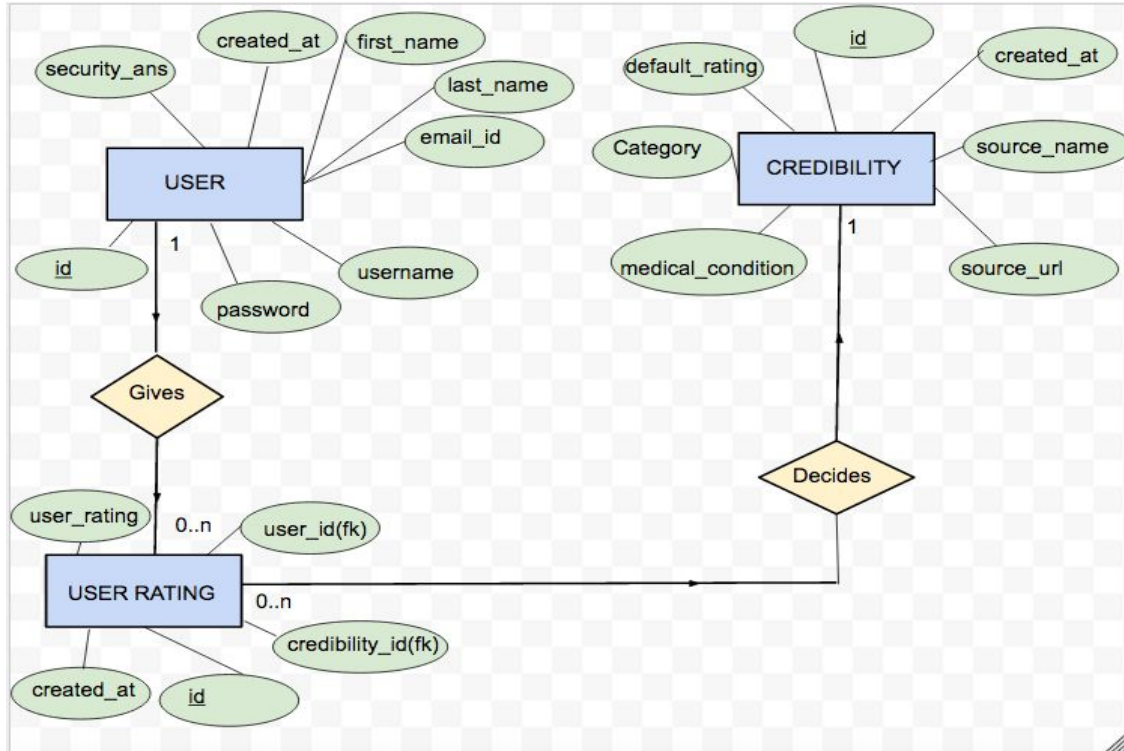 created_at
first_name
id
security_ans
default_rating
created_at
last_name
email_id
Category
source_name
USER
CREDIBILITY
1
1
id
username
medical_condition
source_url
password
Gives
Decides
user_rating
0..n
user_id(fk)
USER RATING
0..n
credibility_id(fk)
created_at
id